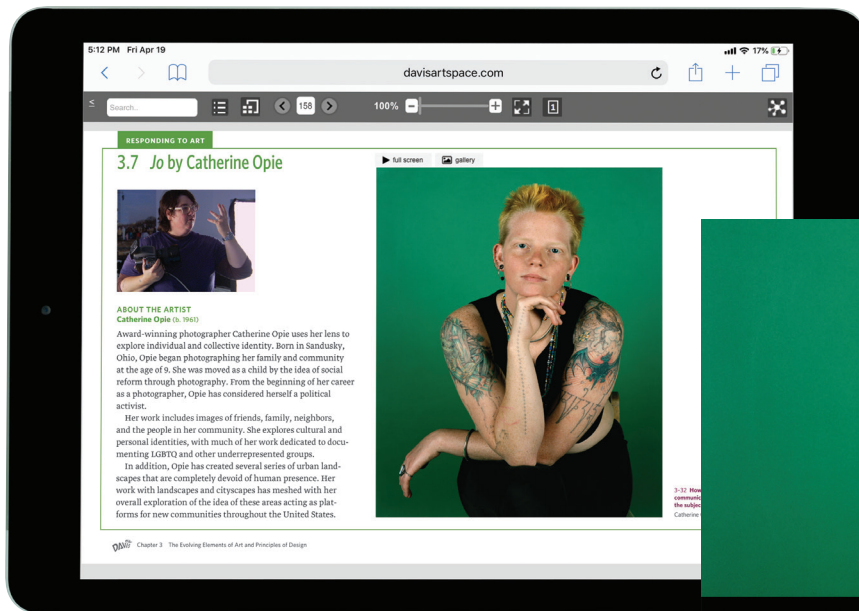 5:12 PM Fri Apr 19
17%
davisartspace.com
Search..
158
100%
1
RESPONDING TO ART
3.7 Jo by Catherine Opie
full screen
gallery
ABOUT THE ARTIST
Catherine Opie (b. 1961)
Award-winning photographer Catherine Opie uses her lens to
explore individual and collective identity. Born in Sandusky,
Ohio, Opie began photographing her family and community
at the age of 9. She was moved as a child by the idea of social
reform through photography. From the beginning of her career
as a photographer, Opie has considered herself a political
activist.
Her work includes images of friends, family, neighbors,
and the people in her community. She explores cultural and
personal identities, with much of her work dedicated to docu-
menting LGBTQ and other underrepresented groups.
In addition, Opie has created several series of urban land-
scapes that are completely devoid of human presence. Her
work with landscapes and cityscapes has meshed with her
overall exploration of the idea of these areas acting as plat-
forms for new communities throughout the United States.
3-32 How
the subject
Catherine
DAVIS Chapter 3 The Evolving Elements of Art and Principles of Design